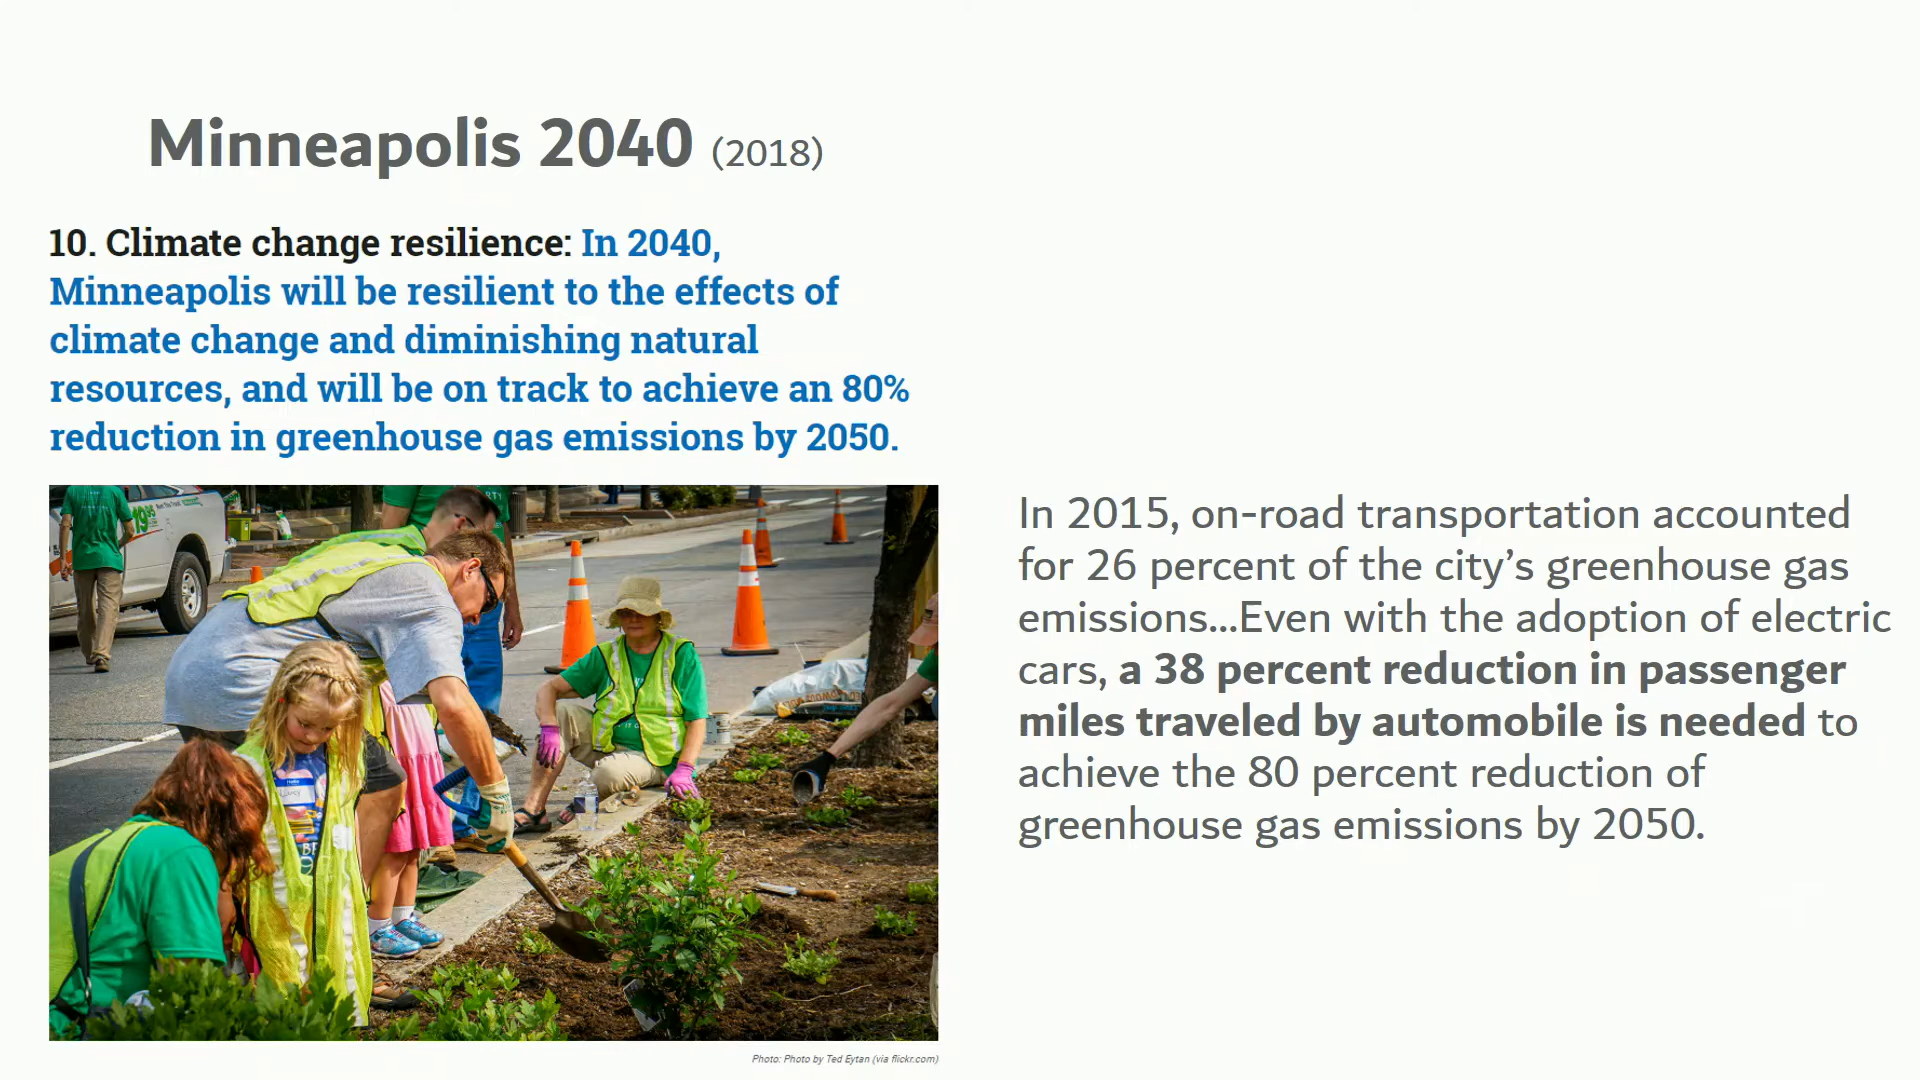 Minneapolis 2040 (2018)
10. Climate change resilience: In 2040,
Minneapolis will be resilient to the effects of
climate change and diminishing natural
resources, and will be on track to achieve an 80%
reduction in greenhouse gas emissions by 2050.
In 2015, on-road transportation accounted
for 26 percent of the city’s greenhouse gas
emissions...Even with the adoption of electric
cars, a 38 percent reduction in passenger
miles traveled by automobile is needed to
achieve the 80 percent reduction of
greenhouse gas emissions by 2050.
19.95
Photo: Photo by Ted Eytan (via flickr.com)